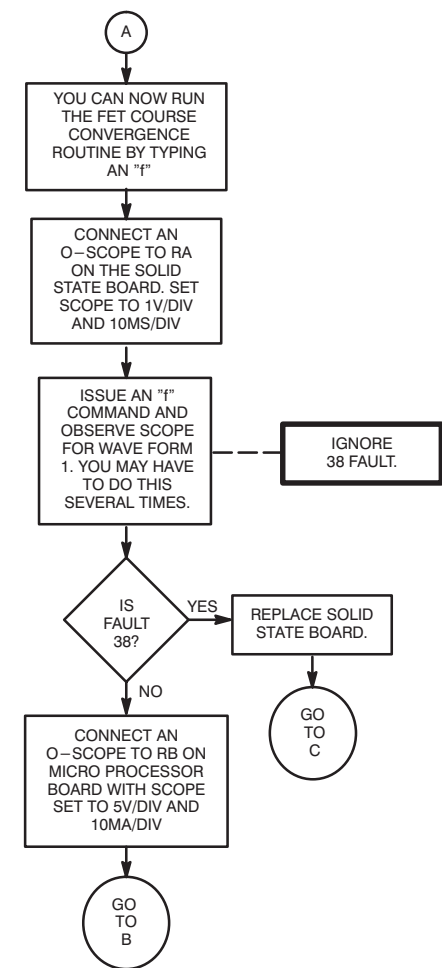 A
YOU CAN NOW RUN
THE FET COURSE
CONVERGENCE
ROUTINE BY TYPING
AN ”f”
CONNECT AN
O−SCOPE TO RA
ON THE SOLID
STATE BOARD. SET
SCOPE TO 1V/DIV
AND 10MS/DIV
ISSUE AN ”f”
COMMAND AND
OBSERVE SCOPE
FOR WAVE FORM
1. YOU MAY HAVE
TO DO THIS
SEVERAL TIMES.
IGNORE
38 FAULT.
IS
FAULT
38?
YES
REPLACE SOLID
STATE BOARD.
GO
TO
C
NO
CONNECT AN
O−SCOPE TO RB ON
MICRO PROCESSOR
BOARD WITH SCOPE
SET TO 5V/DIV AND
10MA/DIV
GO
TO
B